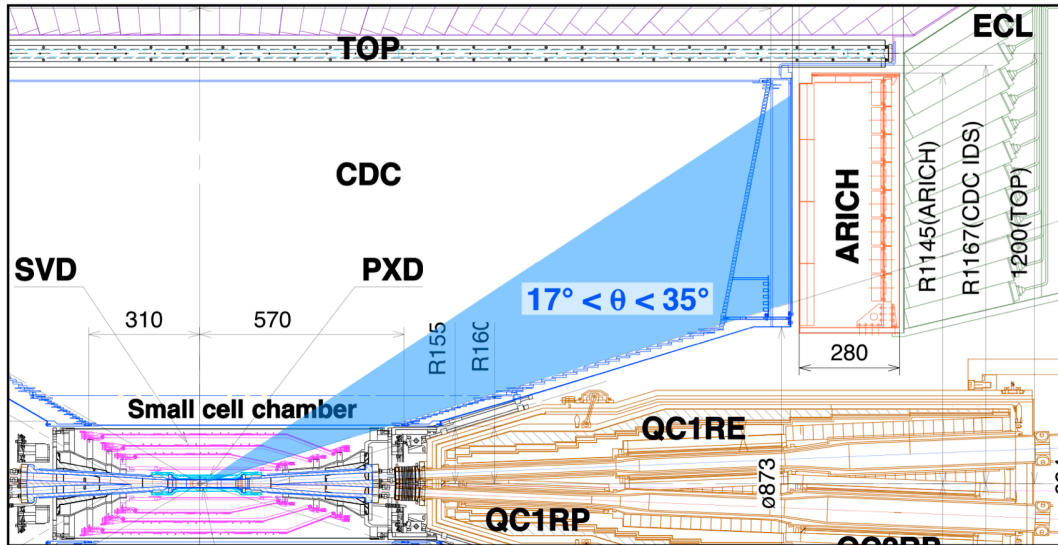 ECL
TOP
CDC
SVD
PXD
17° < θ < 35°
ARICH
R1145(ARICH)
R1167(CDC IDS)
1200(TOP)
310
570
R155
280
Small cell chamber
QC1RE
ø873
QC1RP